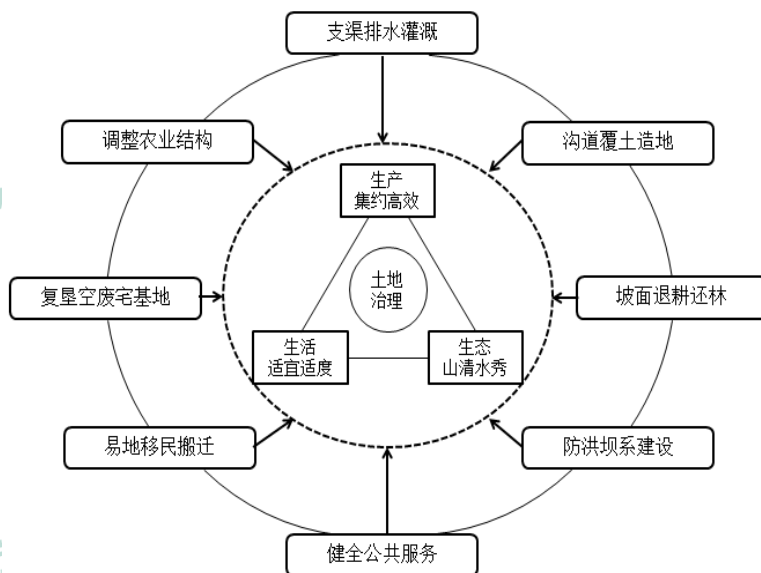 支渠排水灌溉
调整农业结构
沟道覆土造地
生产
集约高效
土地
治理
复垦空废宅基地
坡面退耕还林
生活
适宜适度
生态
山清水秀
易地移民搬迁
防洪坝系建设
健全公共服务